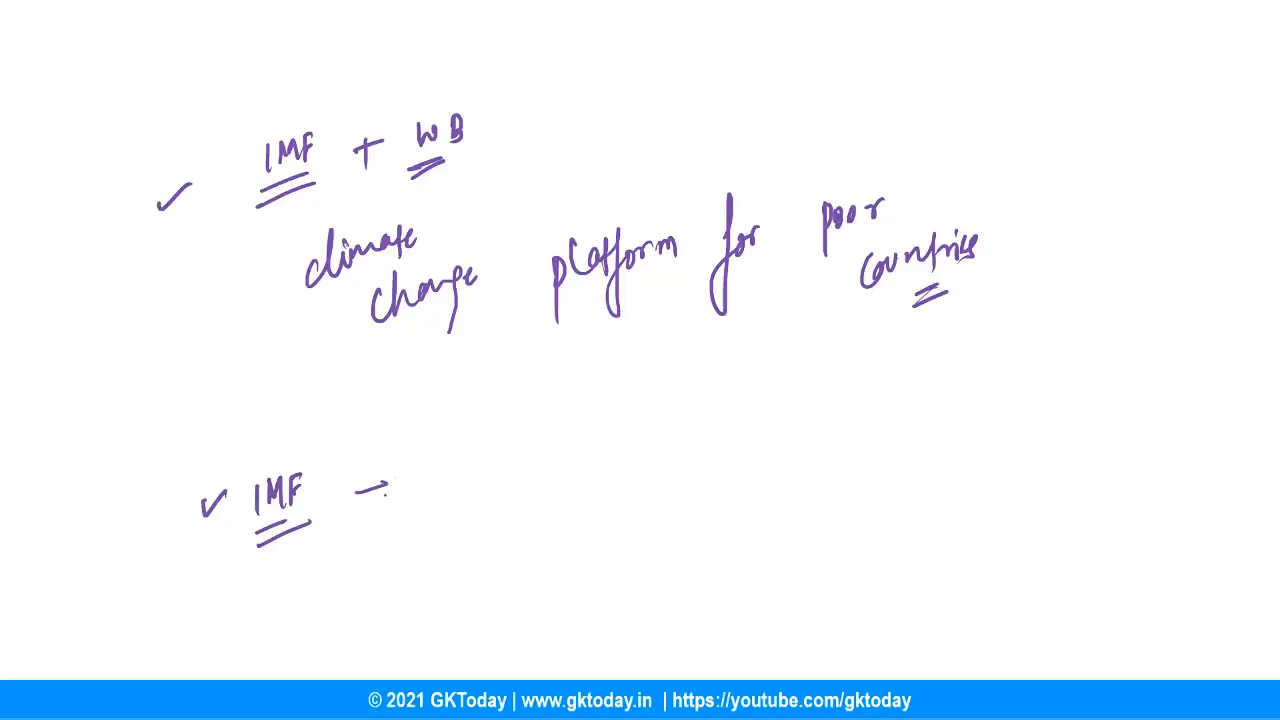 ✓ IMF + WB
climate change platform for poor countries
✓ IMF →
© 2021 GKToday | www.gktoday.in | https://youtube.com/gktoday